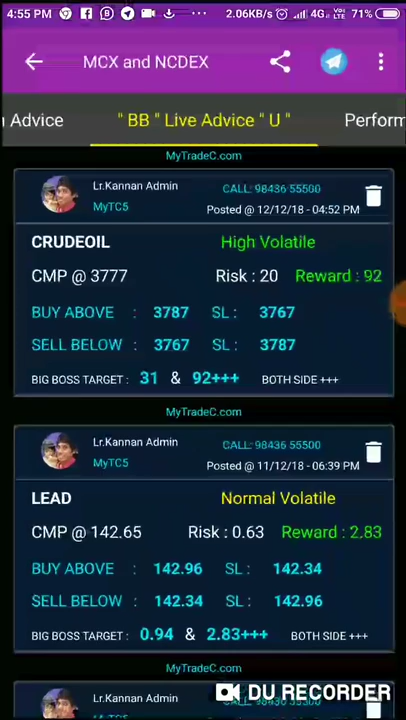 4:55 PM 2.06KB/s 4G VoLTE 71%
MCX and NCDEX
Advice " BB " Live Advice " U " Perform
MyTradeC.com
Lr.Kannan Admin CALL: 98436 55500
MyTC5 Posted @ 12/12/18 - 04:52 PM
CRUDEOIL High Volatile
CMP @ 3777 Risk : 20 Reward : 92
BUY ABOVE : 3787 SL : 3767
SELL BELOW : 3767 SL : 3787
BIG BOSS TARGET : 31 & 92+++ BOTH SIDE +++
MyTradeC.com
Lr.Kannan Admin CALL: 98436 55500
MyTC5 Posted @ 11/12/18 - 06:39 PM
LEAD Normal Volatile
CMP @ 142.65 Risk : 0.63 Reward : 2.83
BUY ABOVE : 142.96 SL : 142.34
SELL BELOW : 142.34 SL : 142.96
BIG BOSS TARGET : 0.94 & 2.83+++ BOTH SIDE +++
MyTradeC.com
Lr.Kannan Admin CALL: 98436 55500
DU RECORDER